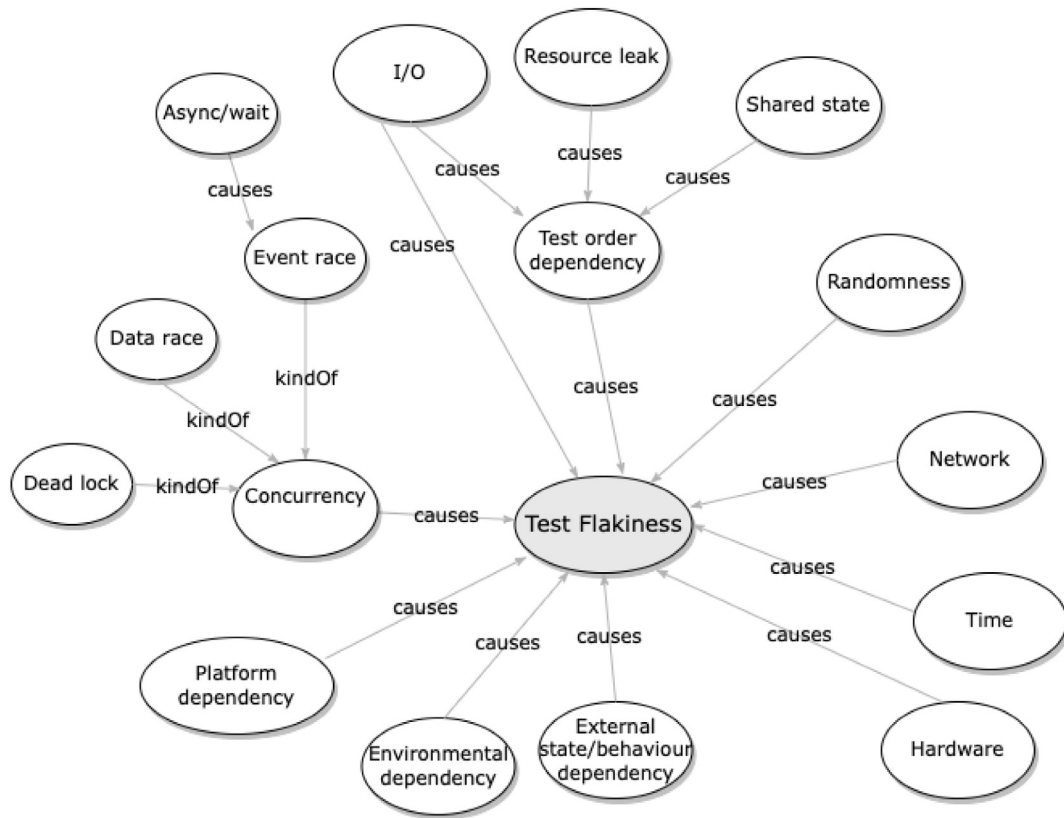 I/O
Resource leak
Async/wait
Shared state
causes
causes
causes
causes
Test order
dependency
causes
Event race
Randomness
Data race
kindOf
causes
causes
kindOf
Network
Dead lock
kindOf
Concurrency
causes
causes
Test Flakiness
causes
causes
causes
causes
causes
Time
Platform
dependency
External
state/behaviour
dependency
Environmental
dependency
Hardware